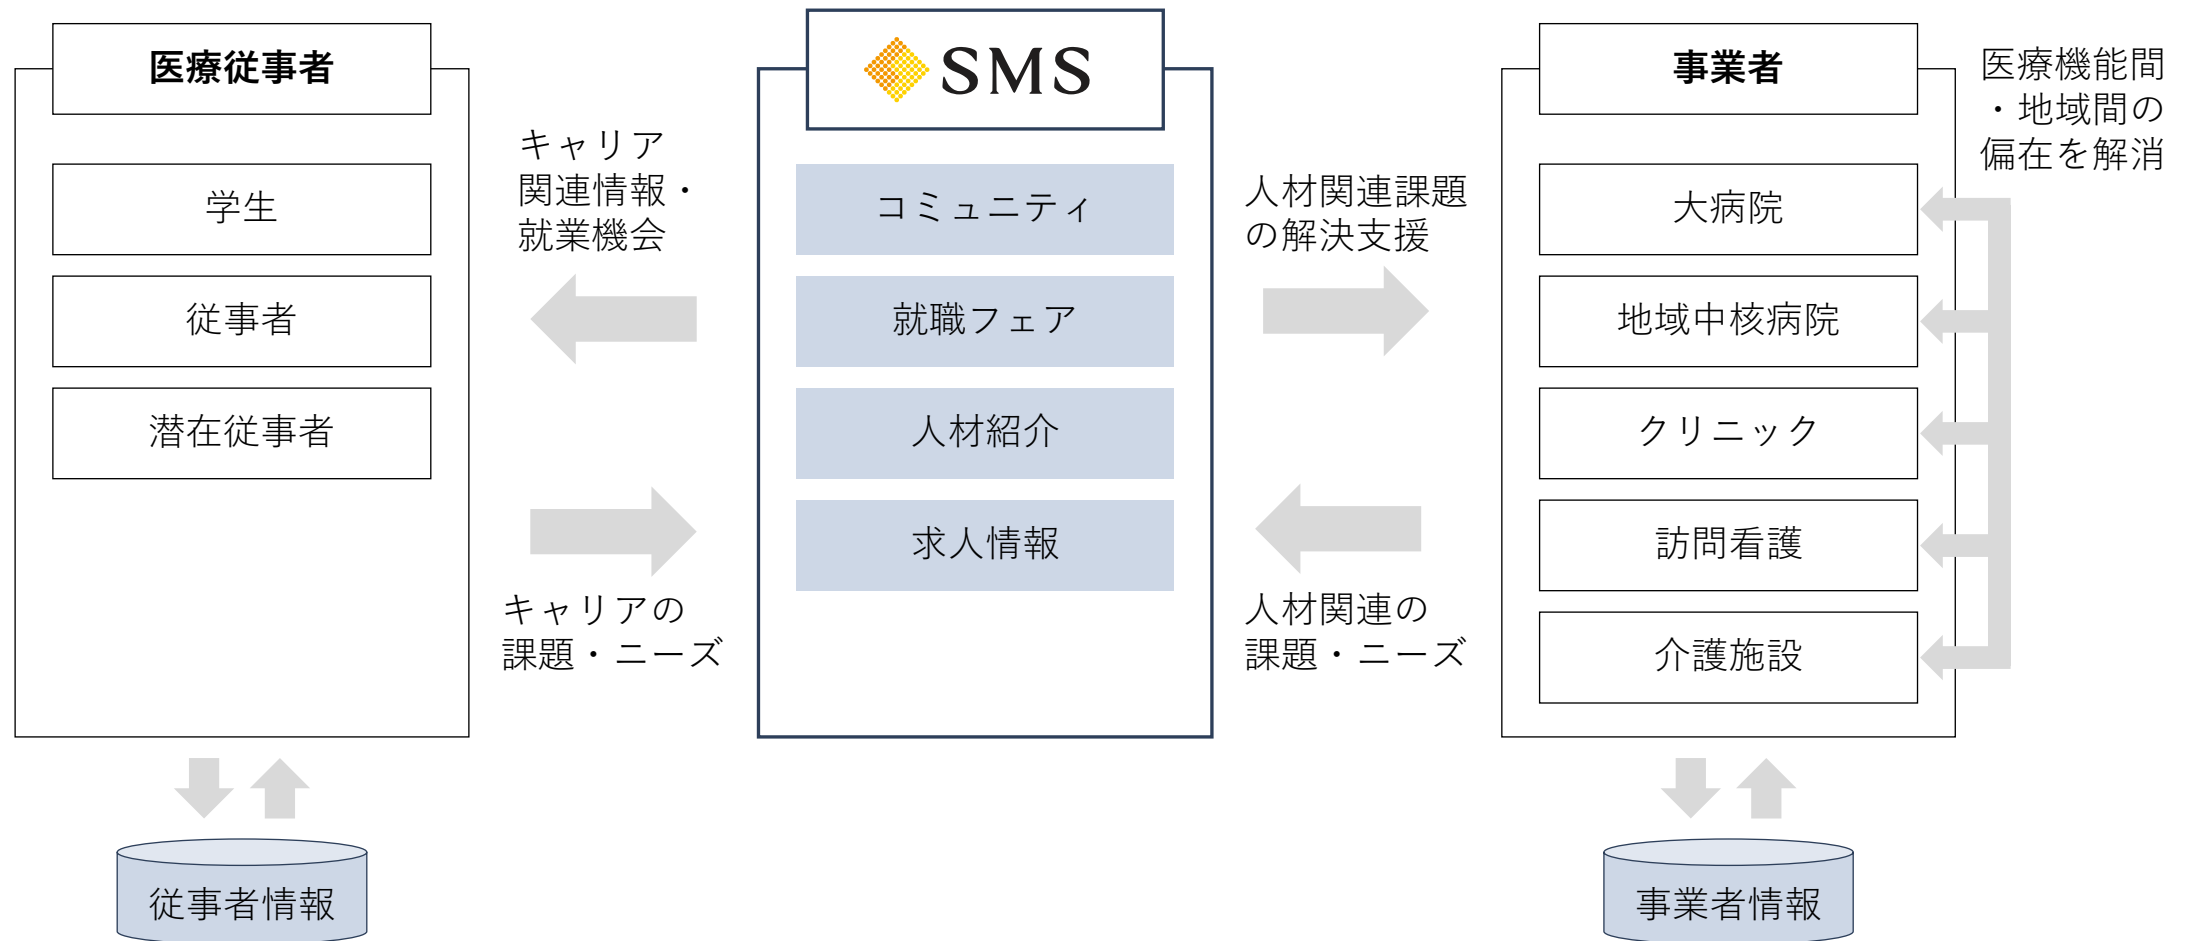 医療従事者
学生
従事者
潜在従事者
従事者情報
キャリア
関連情報・
就業機会
キャリアの
課題・ニーズ
SMS
コミュニティ
就職フェア
人材紹介
求人情報
人材関連課題
の解決支援
人材関連の
課題・ニーズ
事業者
大病院
地域中核病院
クリニック
訪問看護
介護施設
事業者情報
医療機能間
・地域間の
偏在を解消